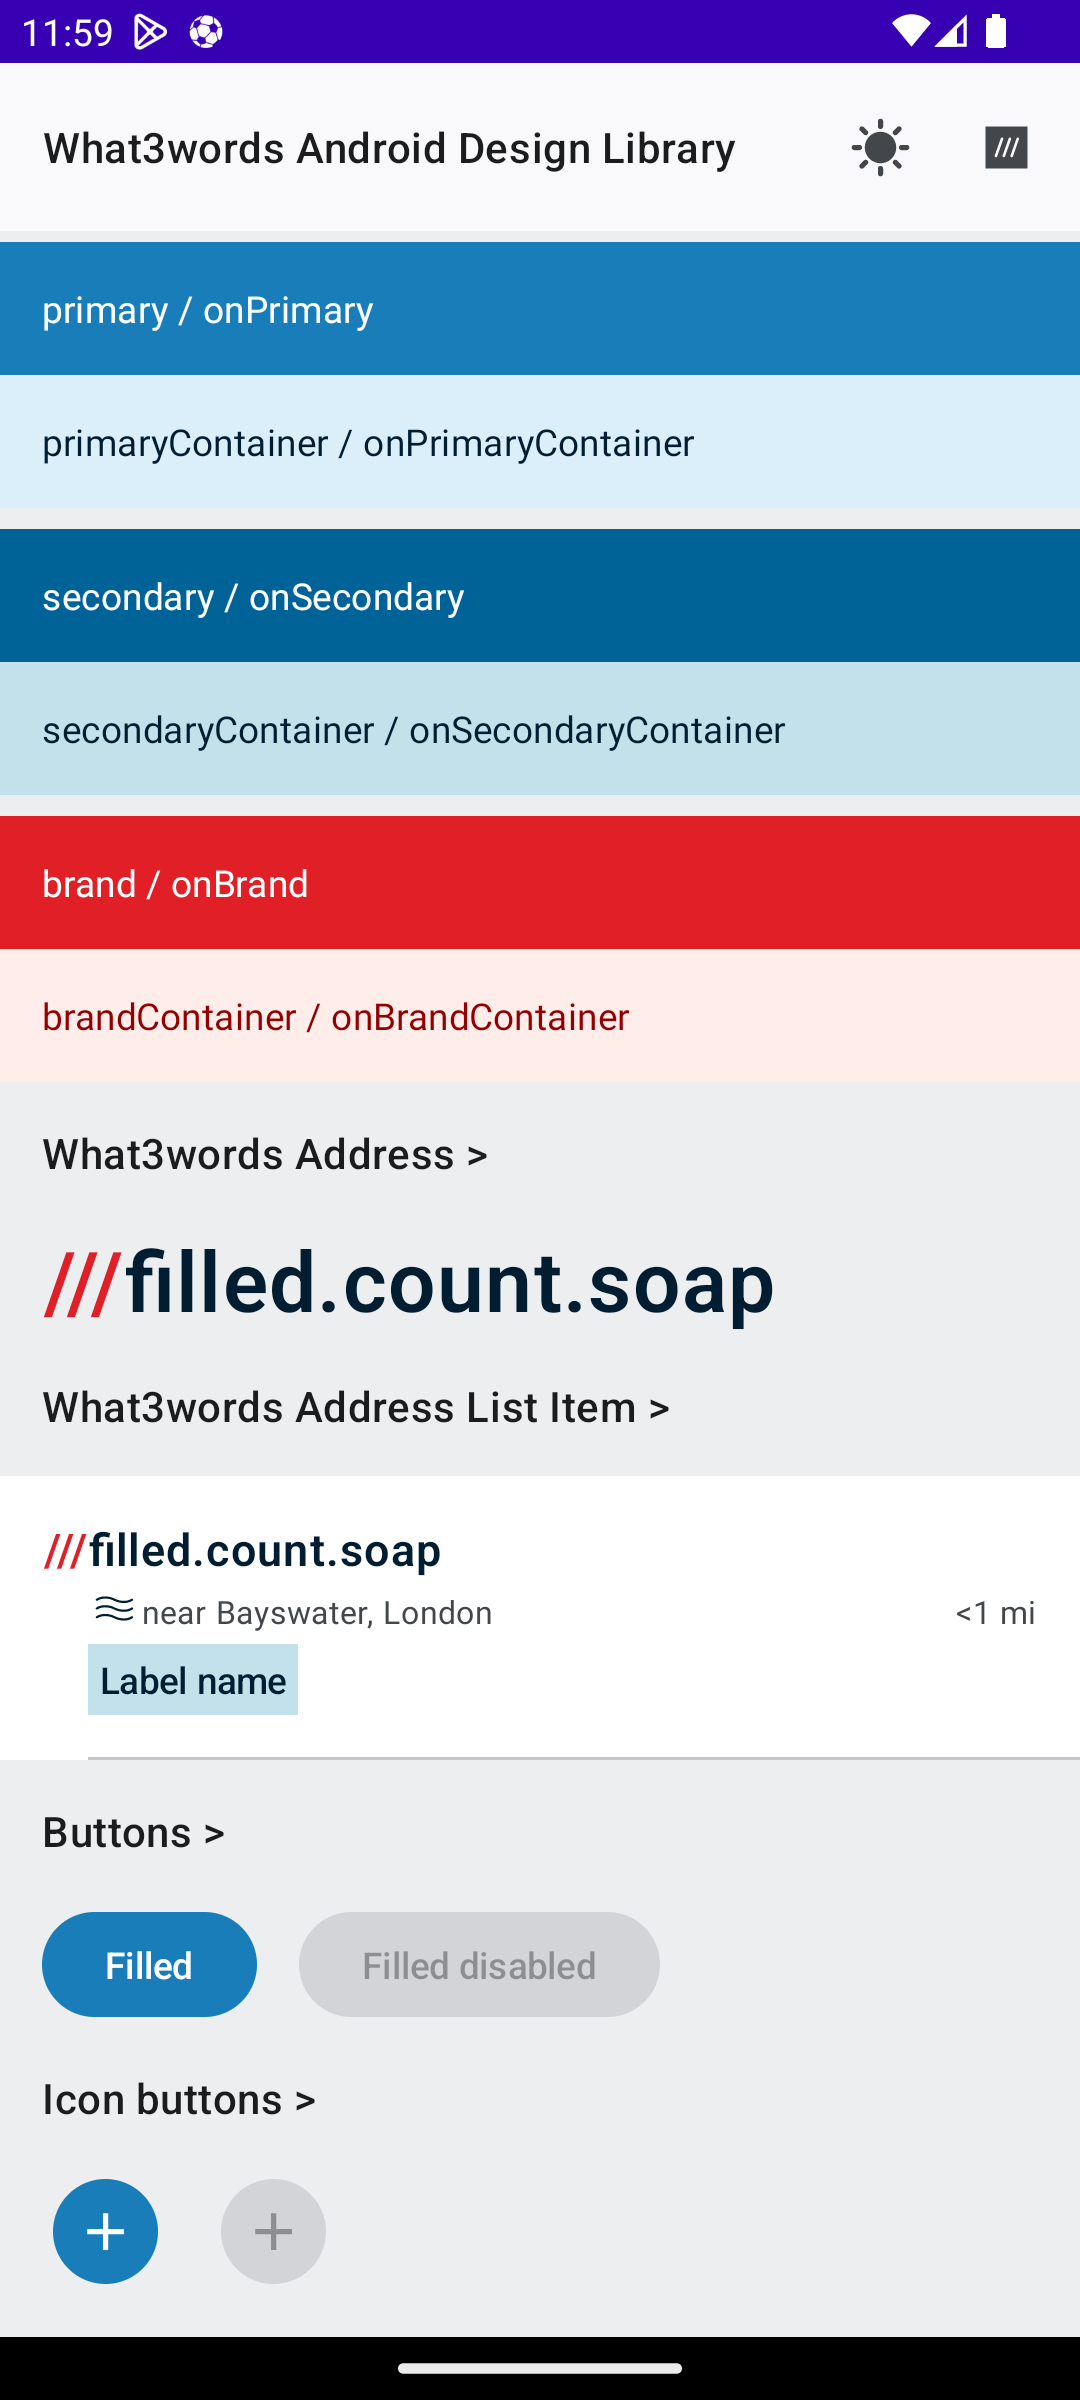 11:59
What3words Android Design Library
primary / onPrimary
primaryContainer / onPrimaryContainer
secondary / onSecondary
secondaryContainer / onSecondaryContainer
brand / onBrand
brandContainer / onBrandContainer
What3words Address >
///filled.count.soap
What3words Address List Item >
///filled.count.soap
near Bayswater, London <1 mi
Label name
Buttons >
Filled Filled disabled
Icon buttons >